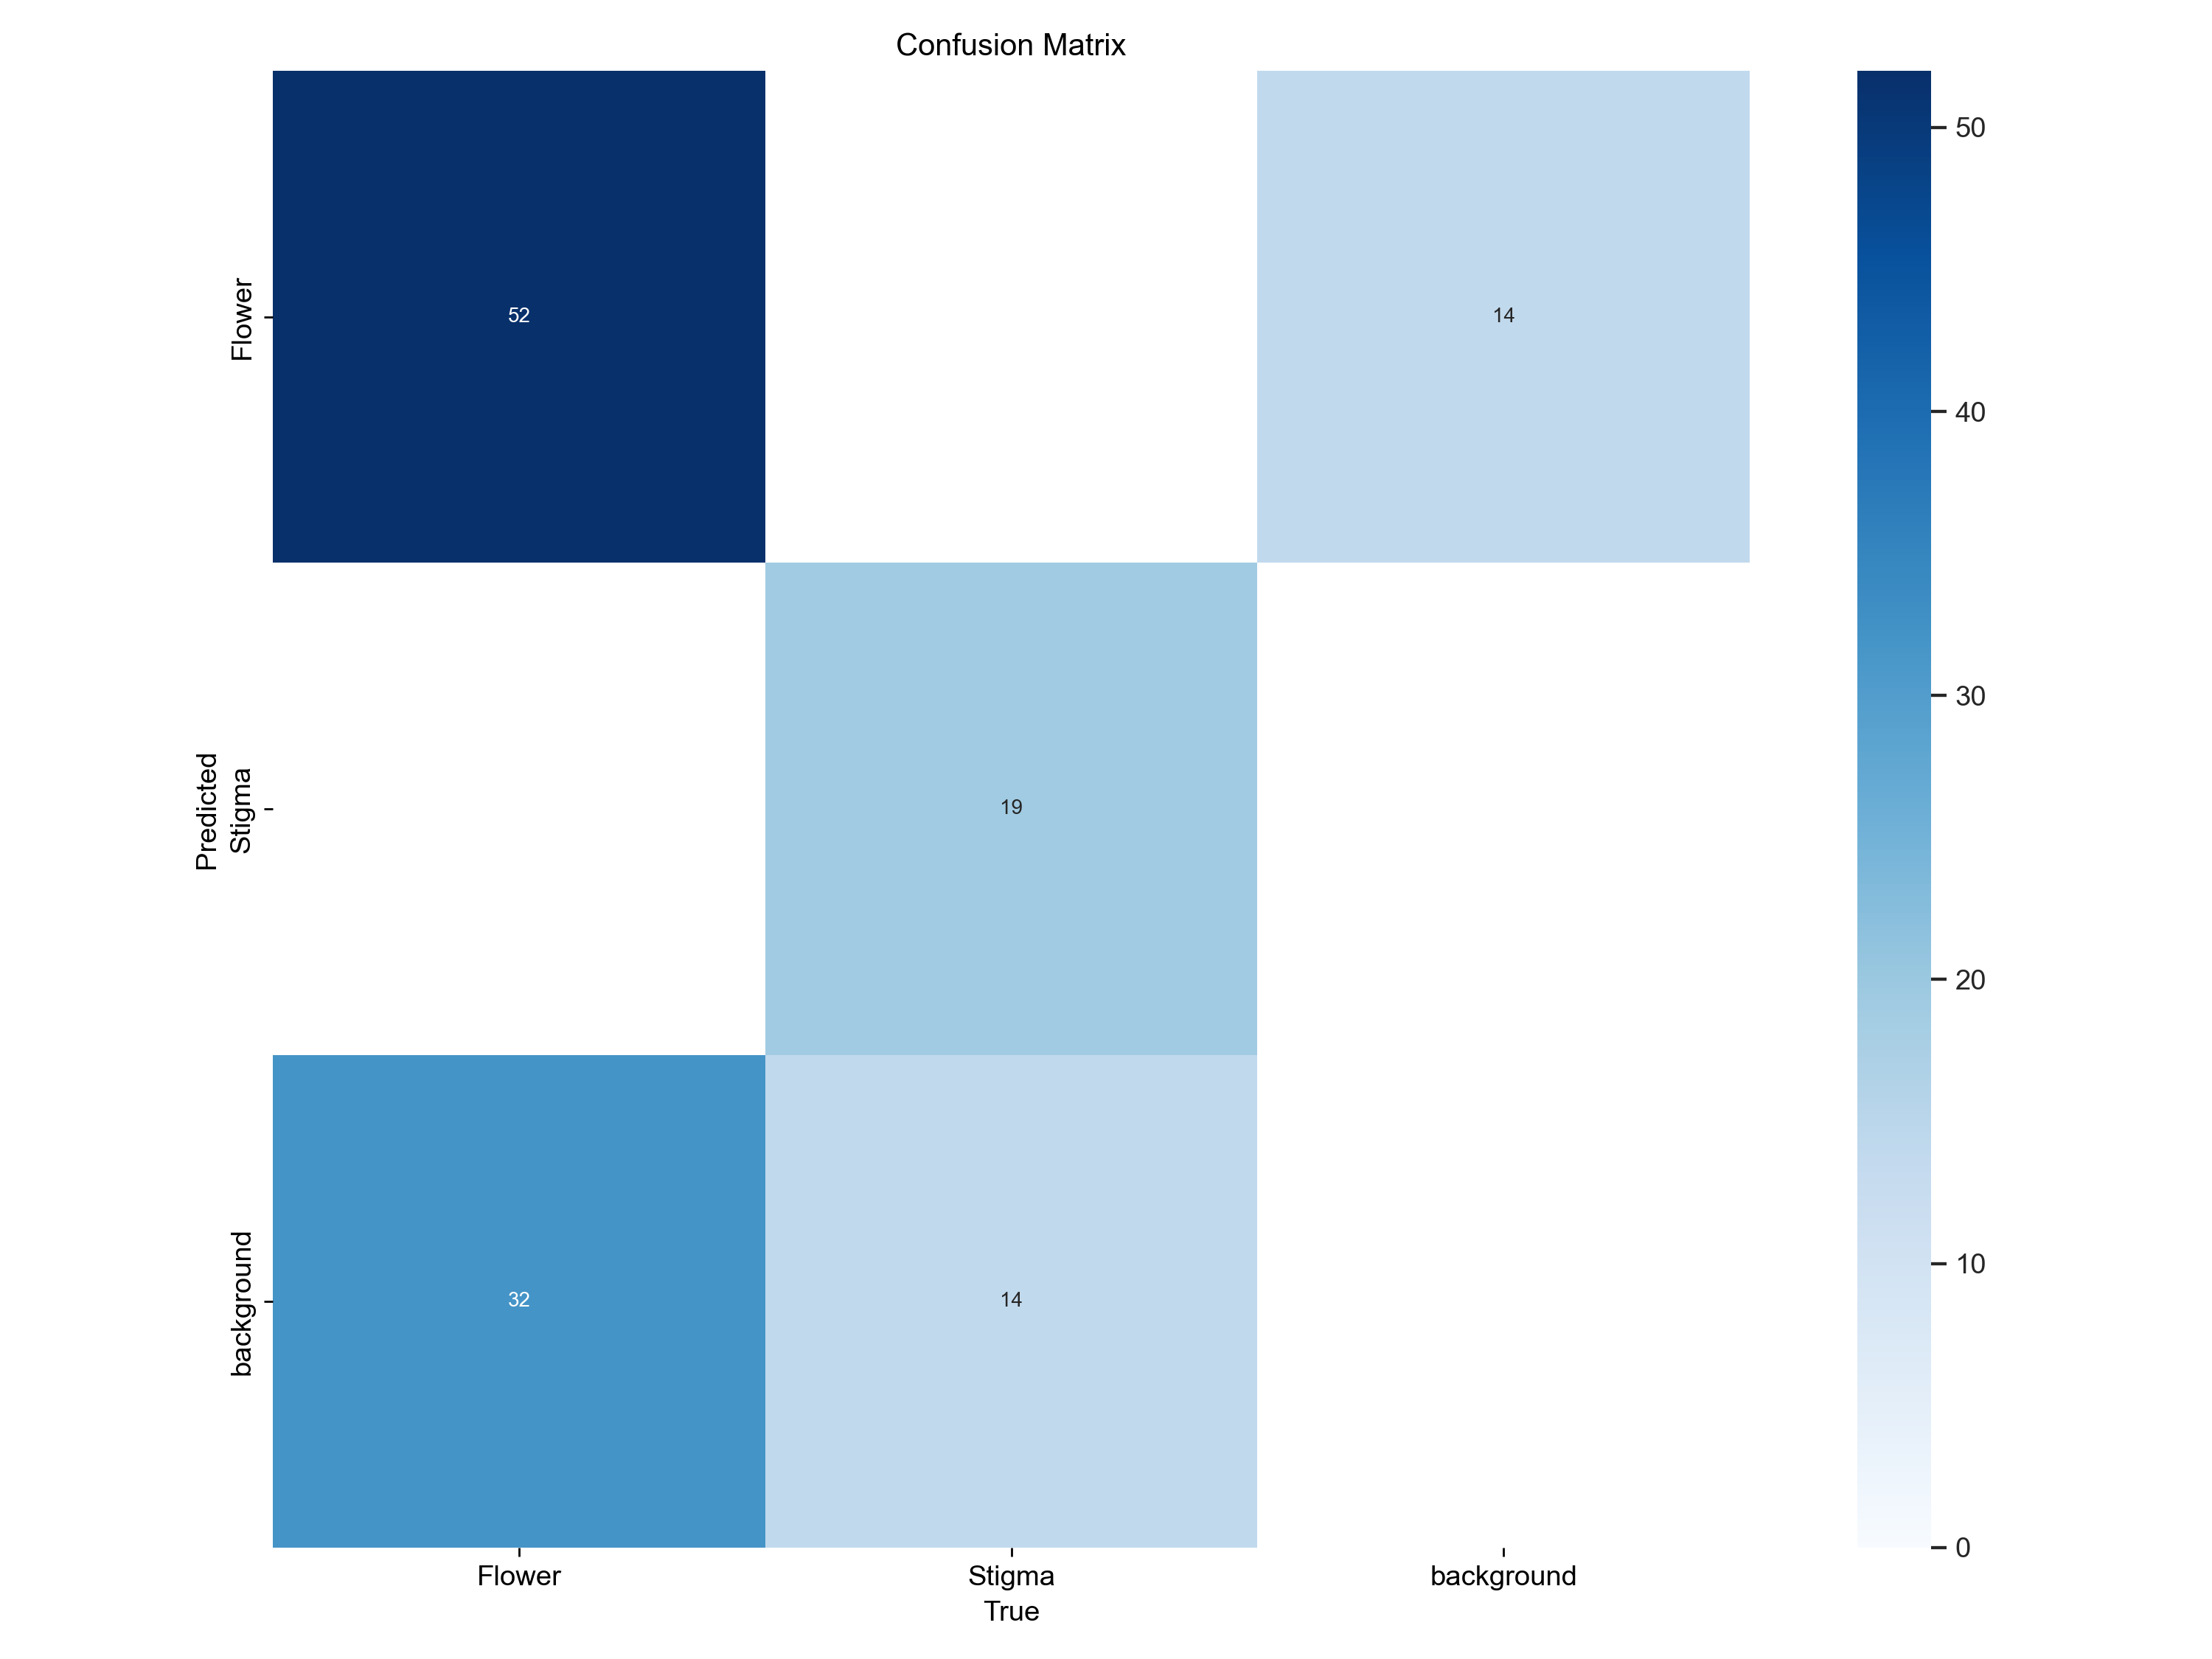 Confusion Matrix
Flower
52
14
Predicted
Stigma
19
background
32
14
Flower
Stigma
background
True
50
40
30
20
10
0